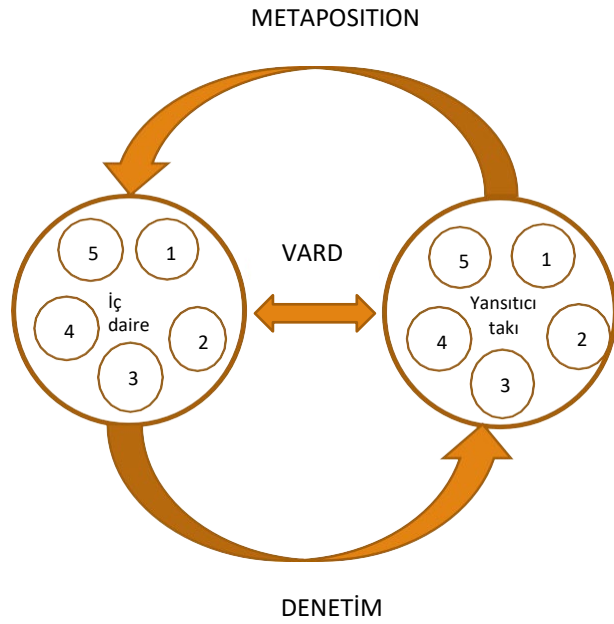 METAPOSITION
5
1
İç
daire
4
2
3
VARD
5
1
Yansıtıcı
takı
4
2
3
DENETİM